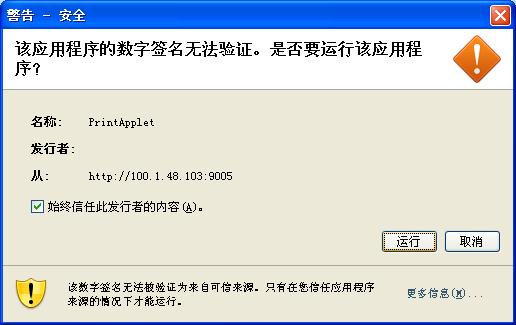 警告 - 安全
该应用程序的数字签名无法验证。是否要运行该应用程
序?
名称: PrintApplet
发行者:
从: http://100.1.48.103:9005
始终信任此发行者的内容(A)。
运行 取消
该数字签名无法被验证为来自可信来源。只有在您信任应用程序
来源的情况下才能运行。
更多信息(M)...